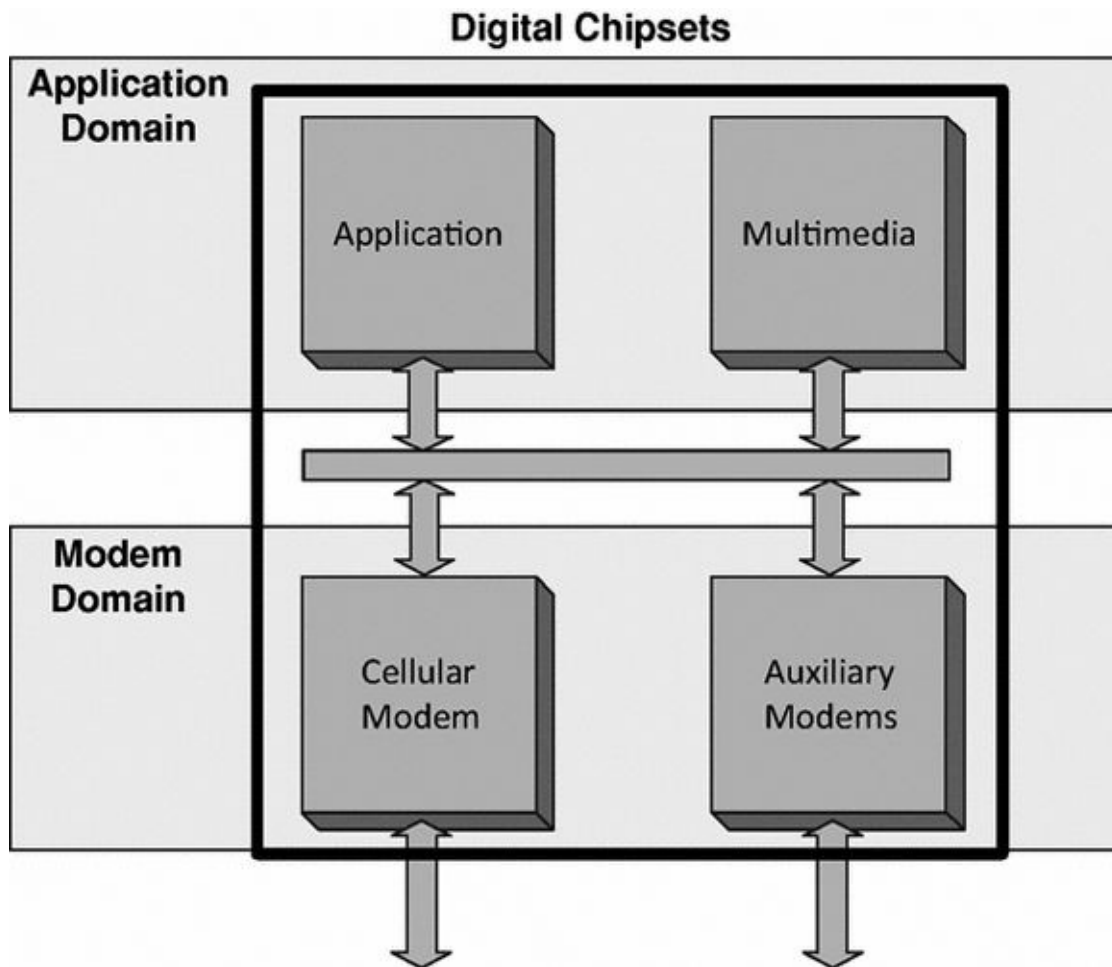 Digital Chipsets
Application
Domain
Application
Multimedia
Modem
Domain
Cellular
Modem
Auxiliary
Modems